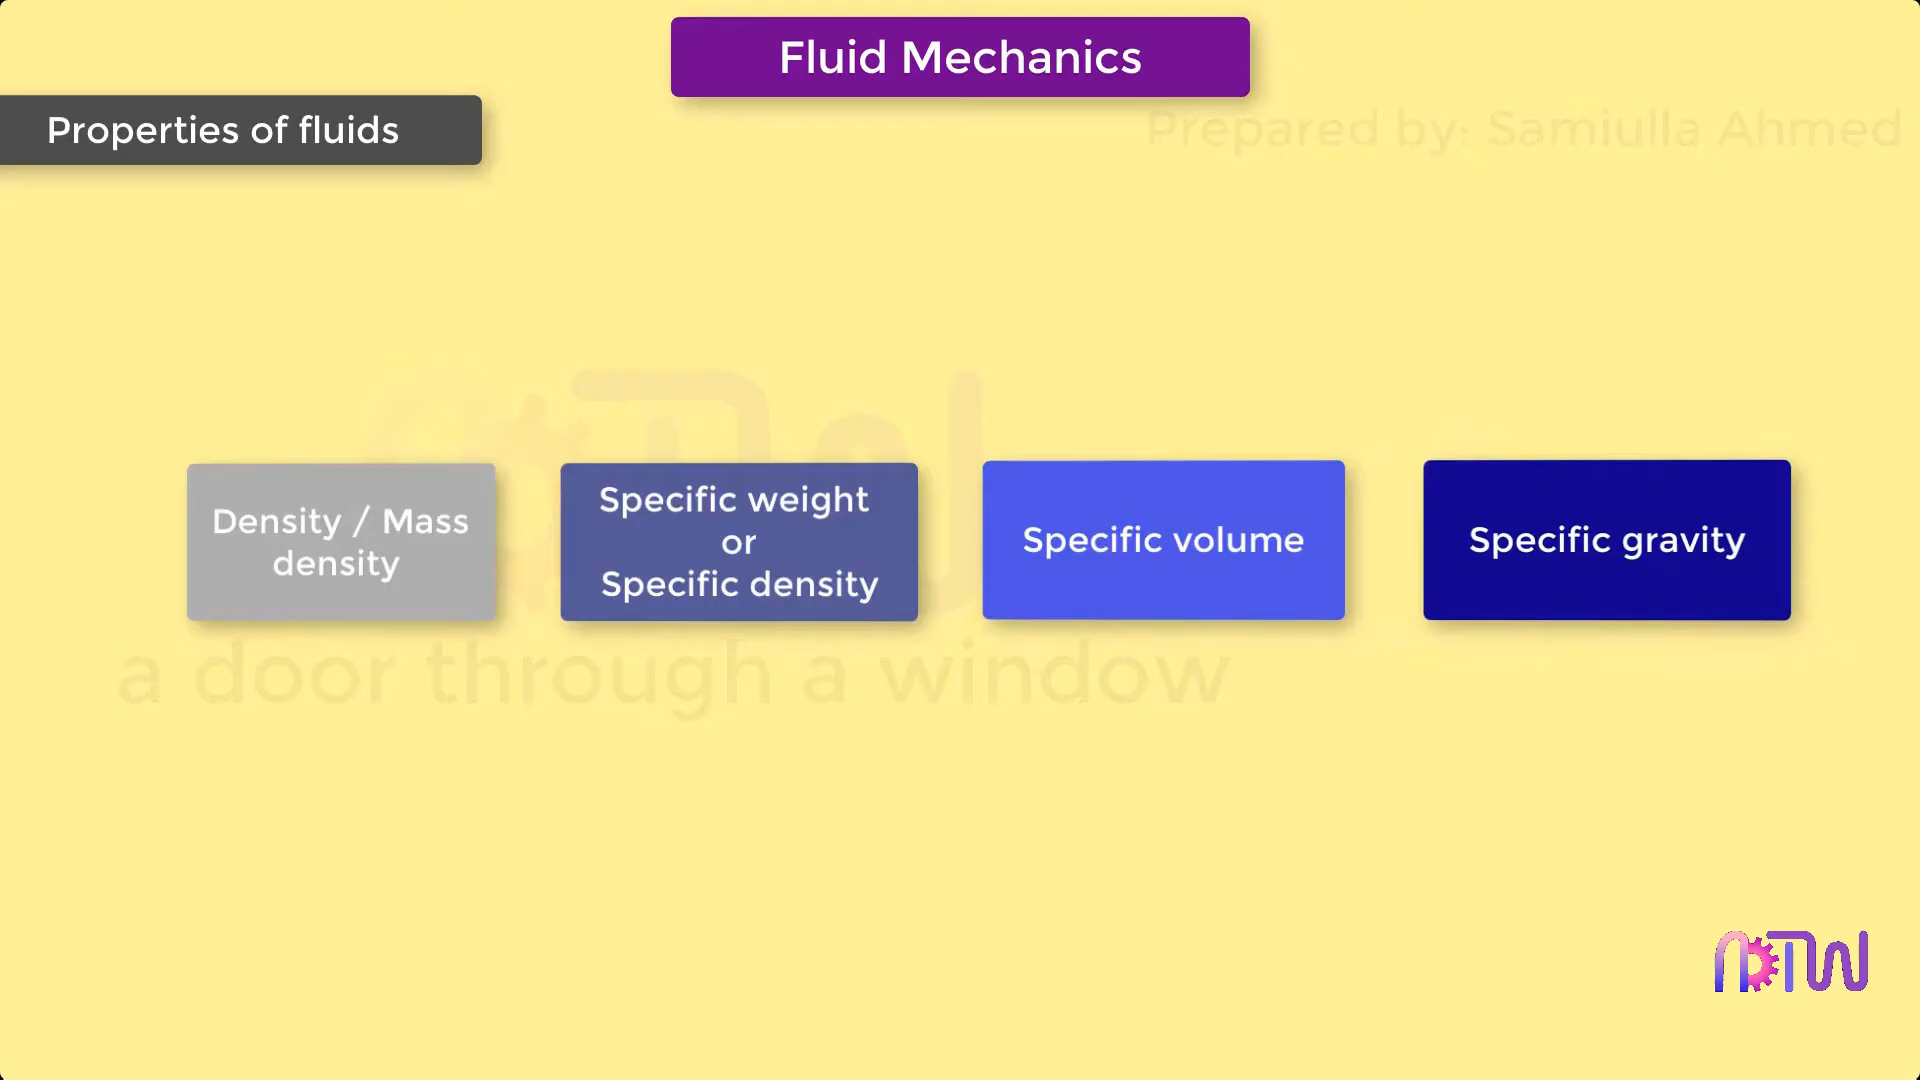 Fluid Mechanics
Properties of fluids
Prepared by: Samiulla Ahmed
Density / Mass
density
Specific weight
or
Specific density
Specific volume
Specific gravity
a door through a window